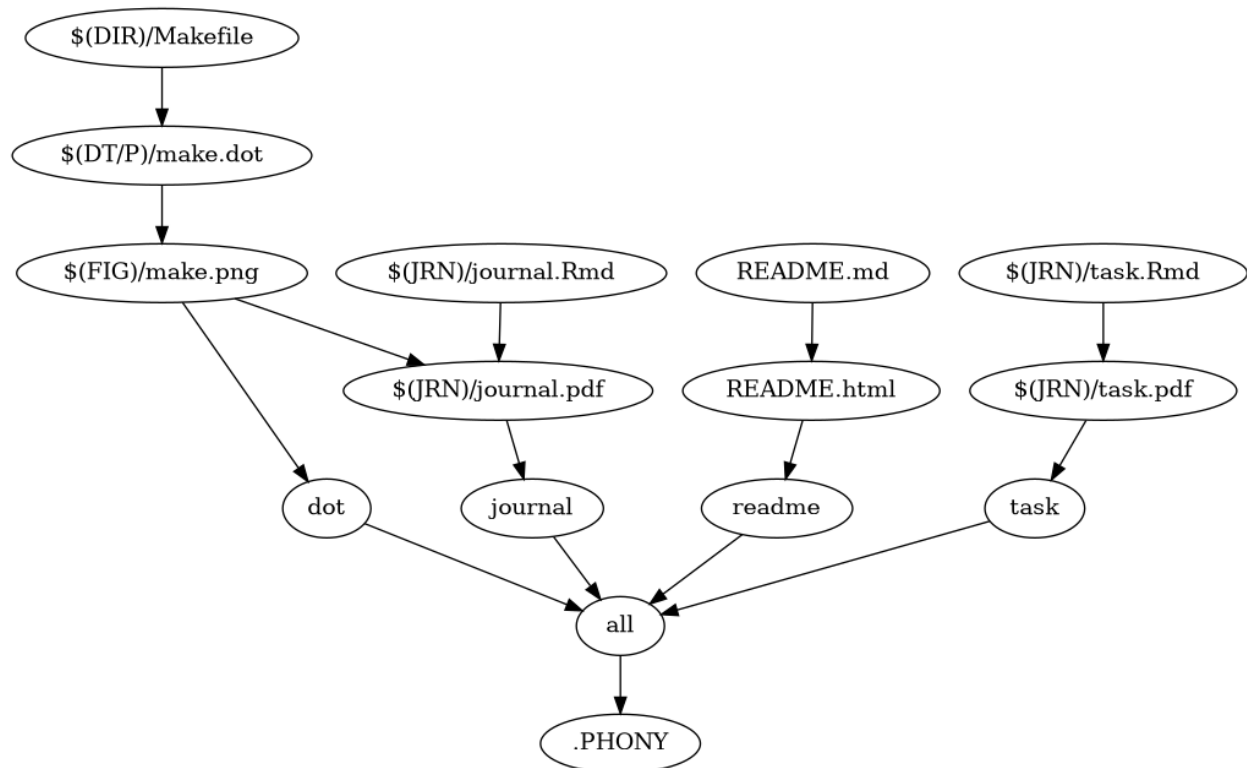 $(DIR)/Makefile
$(DT/P)/make.dot
$(FIG)/make.png
$(JRN)/journal.Rmd
README.md
$(JRN)/task.Rmd
$(JRN)/journal.pdf
README.html
$(JRN)/task.pdf
dot
journal
readme
task
all
.PHONY